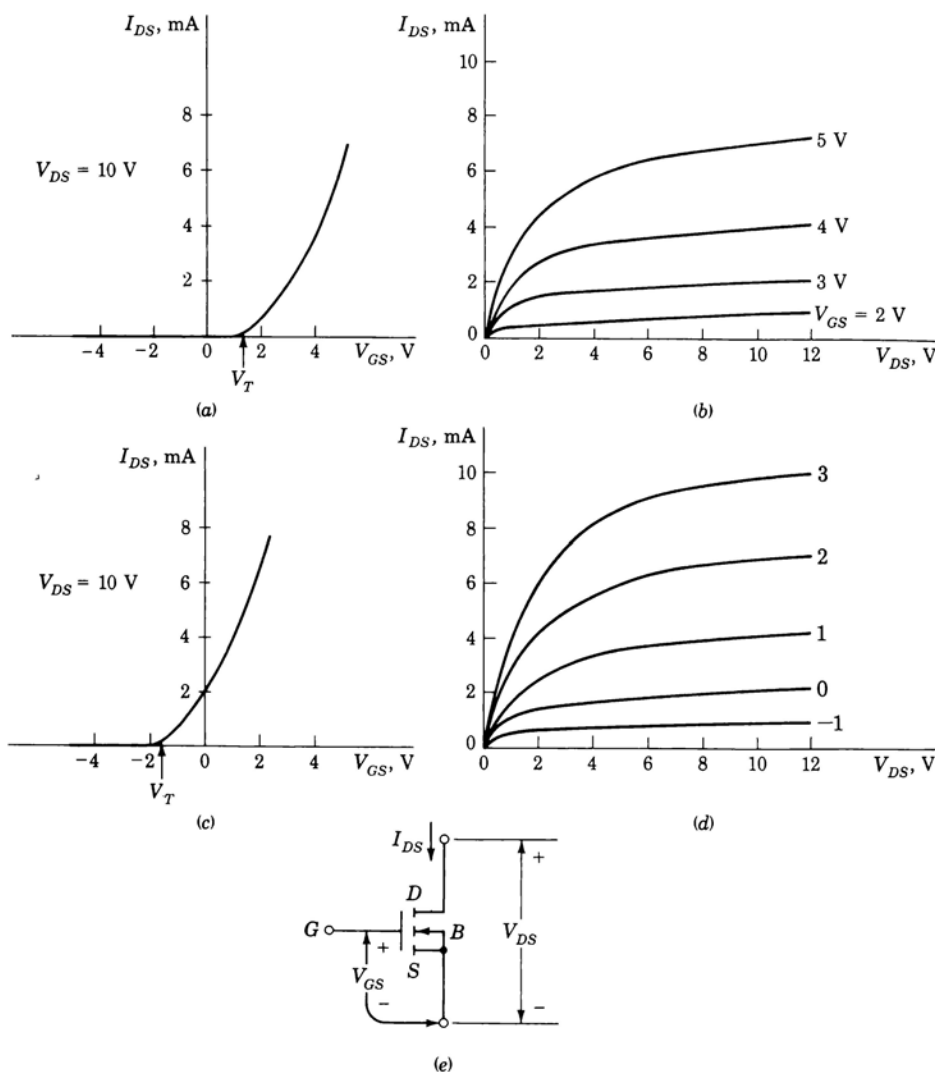 I_DS, mA
8
6
V_DS = 10 V
4
2
−4 −2 0 2 4 V_GS, V
V_T
(a)
I_DS, mA
10
8
6
4
2
0
5 V
4 V
3 V
V_GS = 2 V
0 2 4 6 8 10 12 V_DS, V
(b)
I_DS, mA
8
6
V_DS = 10 V
4
2
−4 −2 0 2 4 V_GS, V
V_T
(c)
I_DS, mA
10
8
6
4
2
0
3
2
1
0
−1
0 2 4 6 8 10 12 V_DS, V
(d)
I_DS
+
D
G
B
V_DS
+
S
V_GS
−
−
(e)